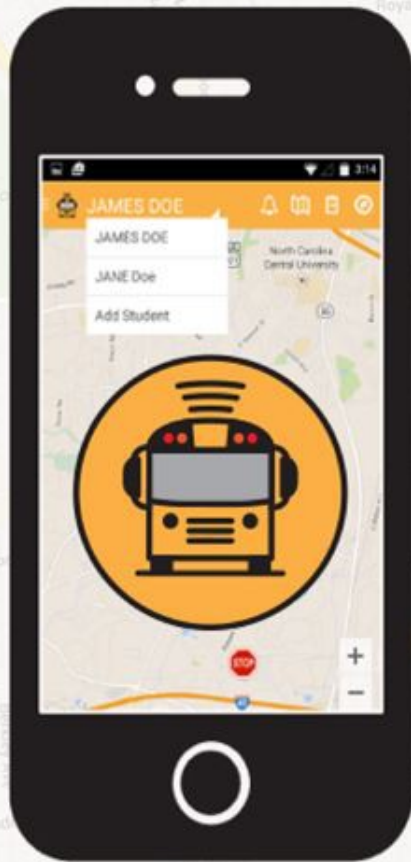 3:14
JAMES DOE
JAMES DOE
JANE Doe
Add Student
North Carolina
Central University
STOP
+
−